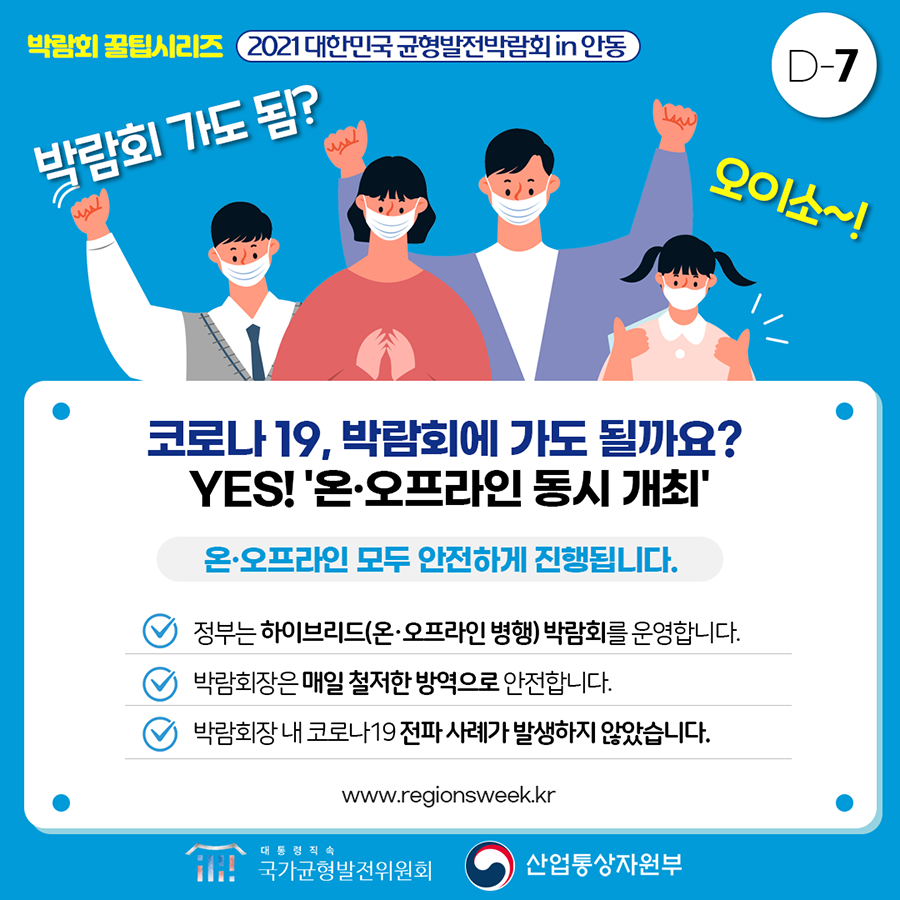 박람회 꿀팁시리즈 2021 대한민국 균형발전박람회 in 안동
D-7
박람회 가도 됨?
오이소~!
코로나 19, 박람회에 가도 될까요?
YES! '온·오프라인 동시 개최'
온·오프라인 모두 안전하게 진행됩니다.
정부는 하이브리드(온·오프라인 병행) 박람회를 운영합니다.
박람회장은 매일 철저한 방역으로 안전합니다.
박람회장 내 코로나19 전파 사례가 발생하지 않았습니다.
www.regionsweek.kr
대통령직속
국가균형발전위원회
산업통상자원부